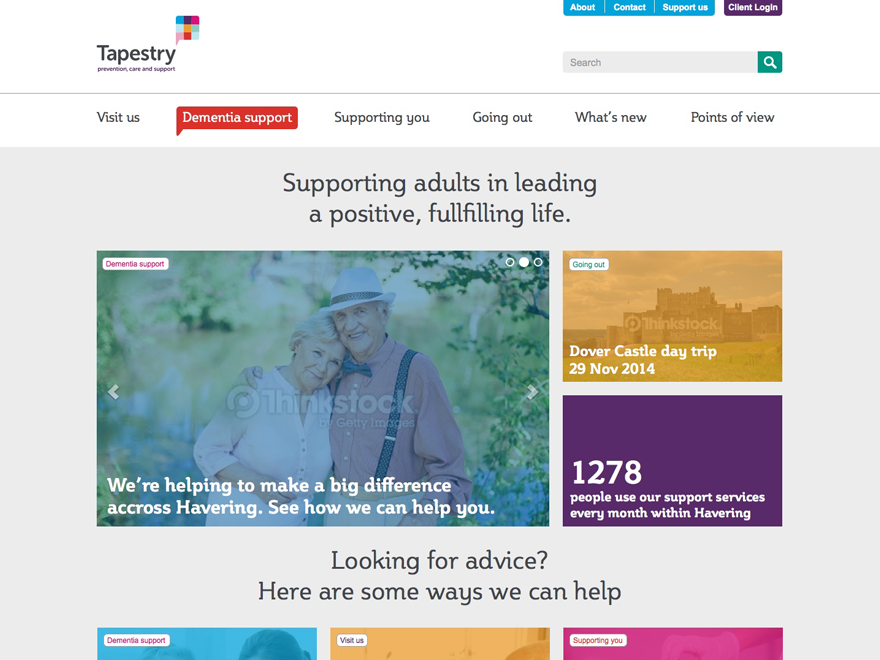 About
Contact
Support us
Client Login
Tapestry
prevention, care and support
Search
Visit us
Dementia support
Supporting you
Going out
What's new
Points of view
Supporting adults in leading
a positive, fullfilling life.
Dementia support
Thinkstock
by Getty Images
We're helping to make a big difference
accross Havering. See how we can help you.
Going out
Thinkstock
Dover Castle day trip
29 Nov 2014
1278
people use our support services
every month within Havering
Looking for advice?
Here are some ways we can help
Dementia support
Visit us
Supporting you